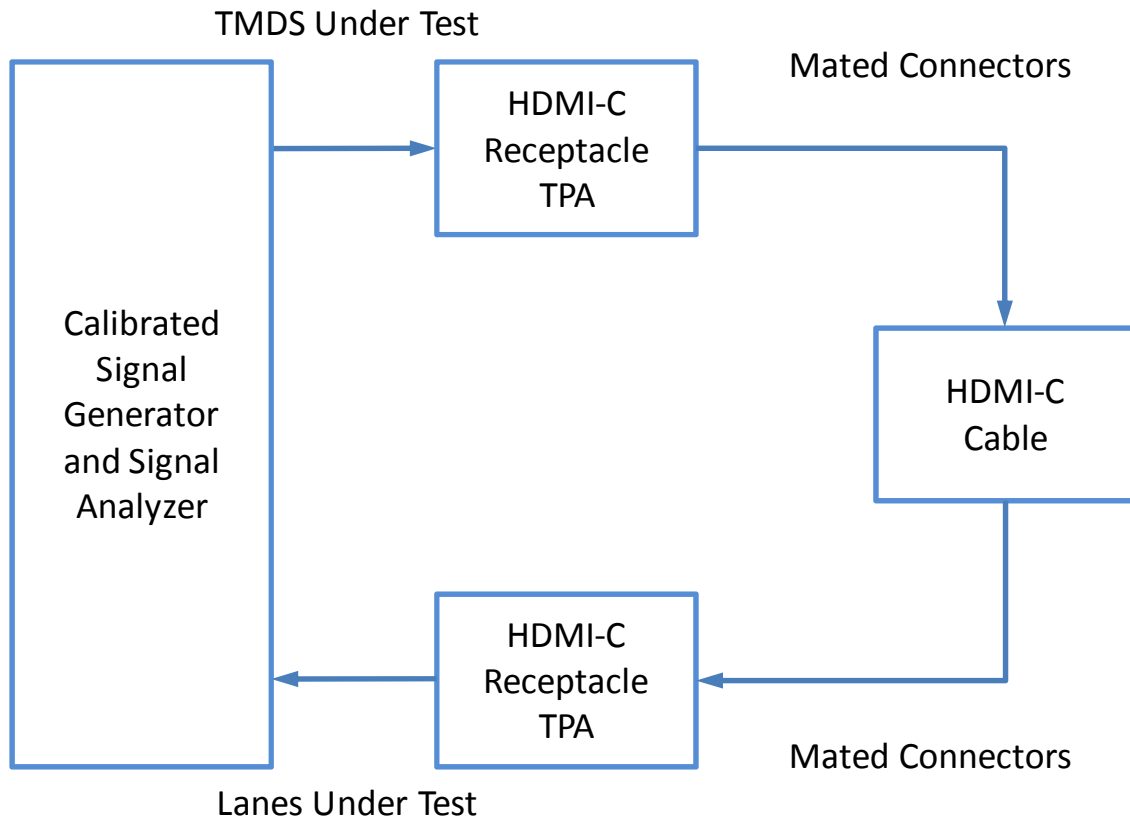 TMDS Under Test
Mated Connectors
HDMI-C
Receptacle
TPA
Calibrated
Signal
Generator
and Signal
Analyzer
HDMI-C
Cable
HDMI-C
Receptacle
TPA
Mated Connectors
Lanes Under Test